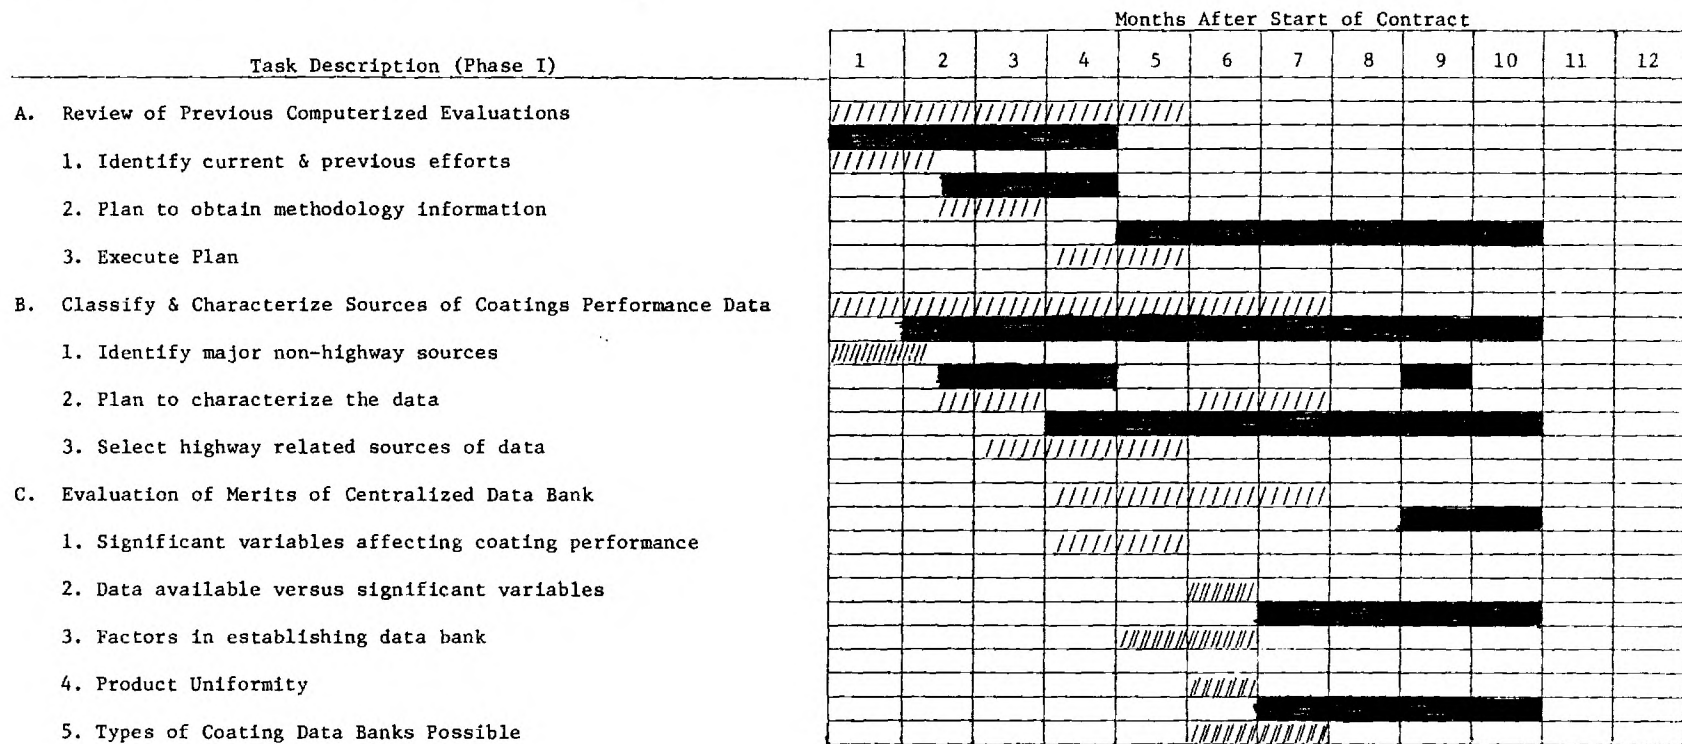 Months After Start of Contract
Task Description (Phase I) 1 2 3 4 5 6 7 8 9 10 11 12
A. Review of Previous Computerized Evaluations
1. Identify current & previous efforts
2. Plan to obtain methodology information
3. Execute Plan
B. Classify & Characterize Sources of Coatings Performance Data
1. Identify major non-highway sources
2. Plan to characterize the data
3. Select highway related sources of data
C. Evaluation of Merits of Centralized Data Bank
1. Significant variables affecting coating performance
2. Data available versus significant variables
3. Factors in establishing data bank
4. Product Uniformity
5. Types of Coating Data Banks Possible